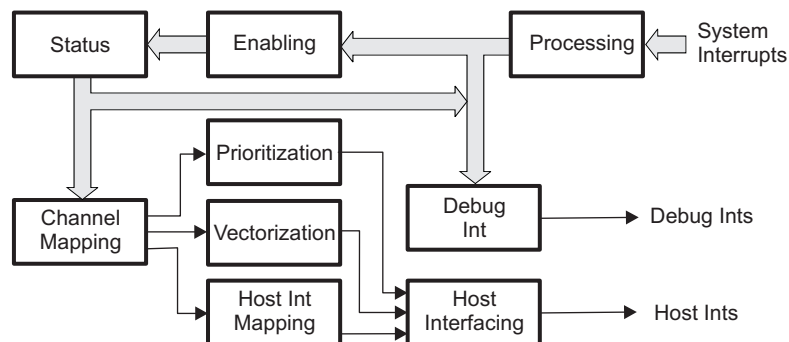 Status
Enabling
Processing
System
Interrupts
Prioritization
Channel
Mapping
Vectorization
Debug
Int
Debug Ints
Host Int
Mapping
Host
Interfacing
Host Ints